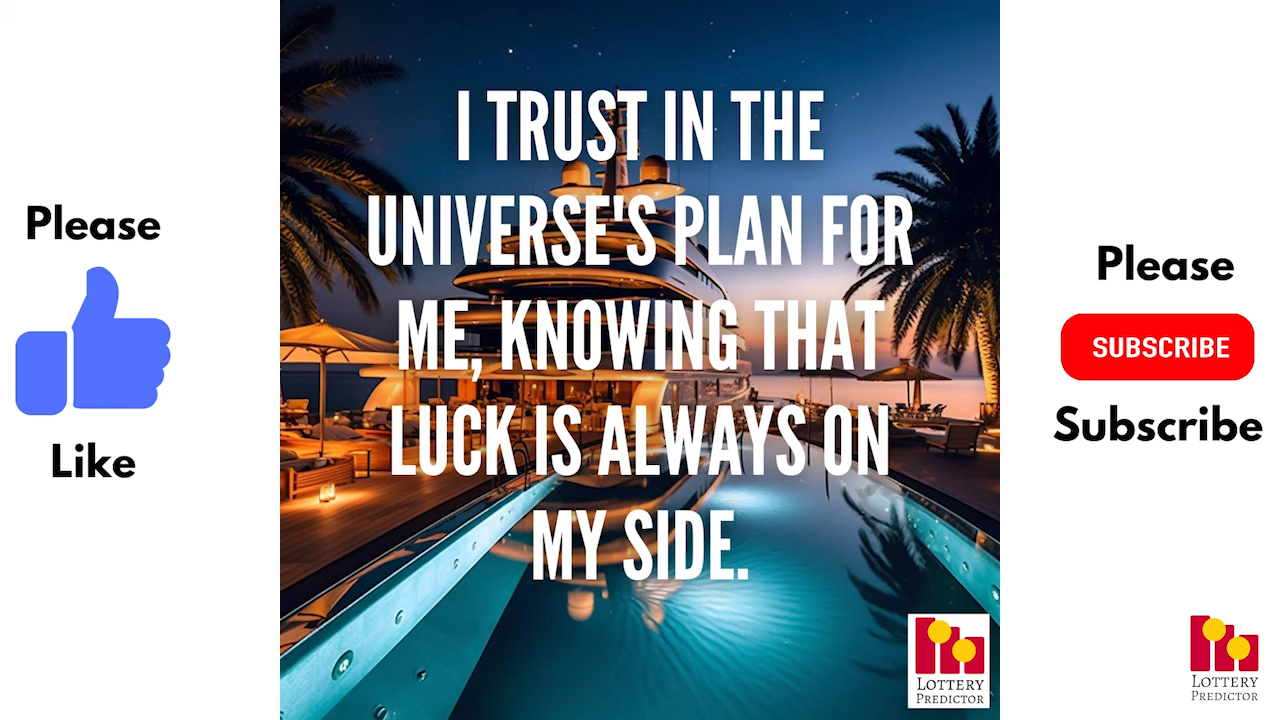 Please
Like
I TRUST IN THE
UNIVERSE'S PLAN FOR
ME, KNOWING THAT
LUCK IS ALWAYS ON
MY SIDE.
LOTTERY
PREDICTOR
Please
SUBSCRIBE
Subscribe
LOTTERY
PREDICTOR